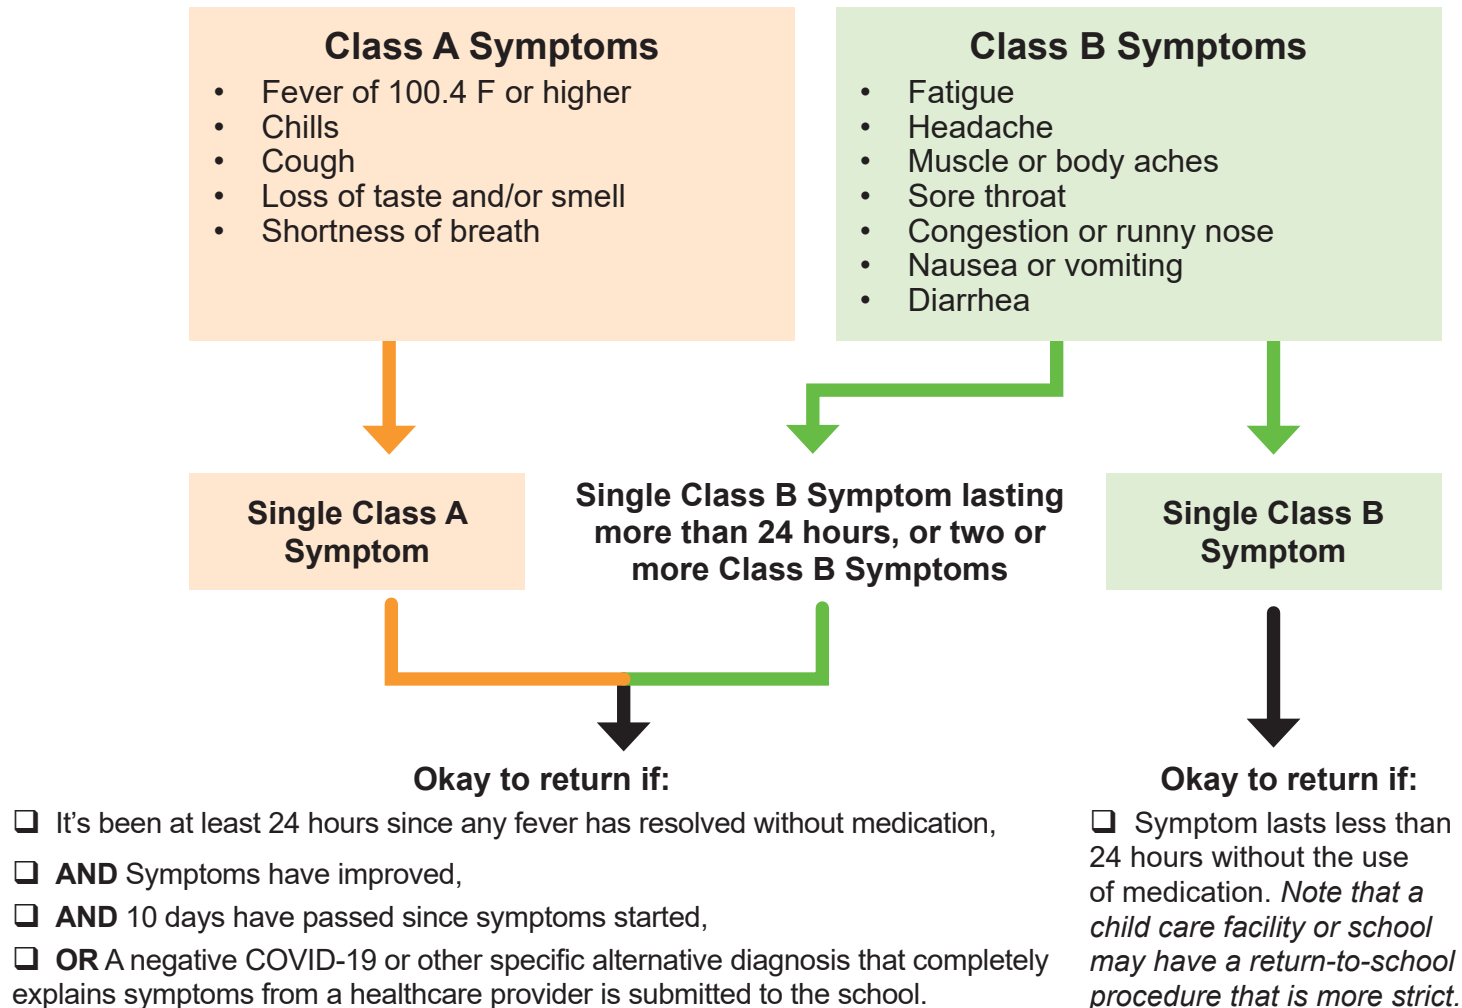 Class A Symptoms
• Fever of 100.4 F or higher
• Chills
• Cough
• Loss of taste and/or smell
• Shortness of breath
Class B Symptoms
• Fatigue
• Headache
• Muscle or body aches
• Sore throat
• Congestion or runny nose
• Nausea or vomiting
• Diarrhea
Single Class A
Symptom
Single Class B Symptom lasting
more than 24 hours, or two or
more Class B Symptoms
Single Class B
Symptom
Okay to return if:
❑ It’s been at least 24 hours since any fever has resolved without medication,
❑ AND Symptoms have improved,
❑ AND 10 days have passed since symptoms started,
❑ OR A negative COVID-19 or other specific alternative diagnosis that completely
explains symptoms from a healthcare provider is submitted to the school.
Okay to return if:
❑ Symptom lasts less than
24 hours without the use
of medication. Note that a
child care facility or school
may have a return-to-school
procedure that is more strict.